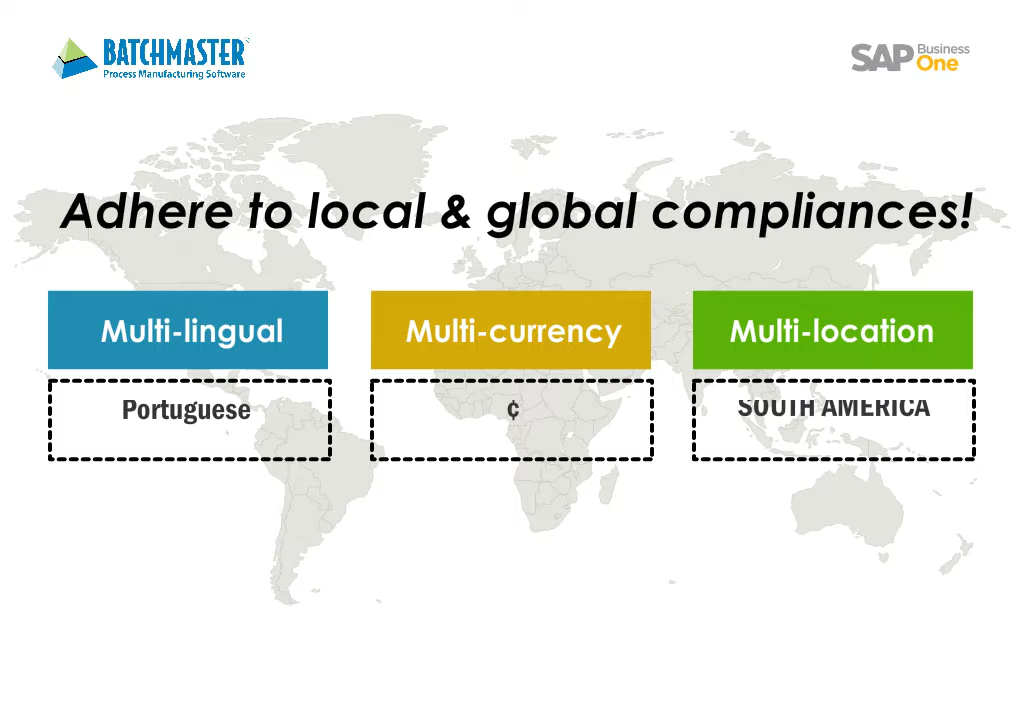 BATCHMASTER
Process Manufacturing Software
SAP Business One
Adhere to local & global compliances!
Multi-lingual
Multi-currency
Multi-location
Portuguese
¢
SOUTH AMERICA